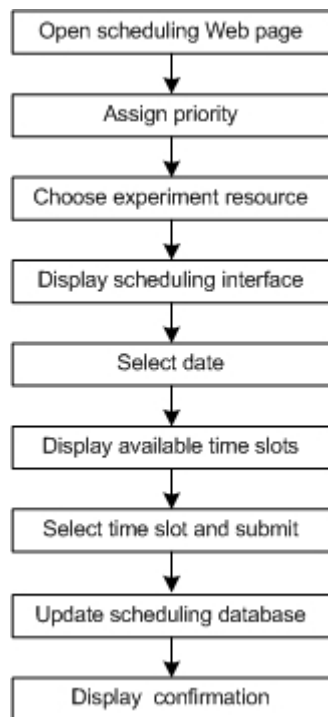 Open scheduling Web page
Assign priority
Choose experiment resource
Display scheduling interface
Select date
Display available time slots
Select time slot and submit
Update scheduling database
Display confirmation